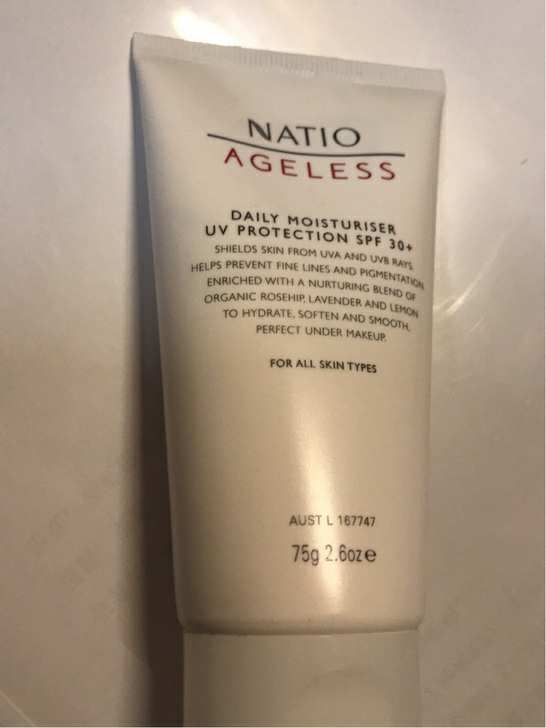 NATIO
AGELESS
DAILY MOISTURISER
UV PROTECTION SPF 30+
SHIELDS SKIN FROM UVA AND UVB RAYS,
HELPS PREVENT FINE LINES AND PIGMENTATION.
ENRICHED WITH A NURTURING BLEND OF
ORGANIC ROSEHIP, LAVENDER AND LEMON
TO HYDRATE, SOFTEN AND SMOOTH,
PERFECT UNDER MAKEUP.
FOR ALL SKIN TYPES
AUST L 167747
75g 2.6oz e